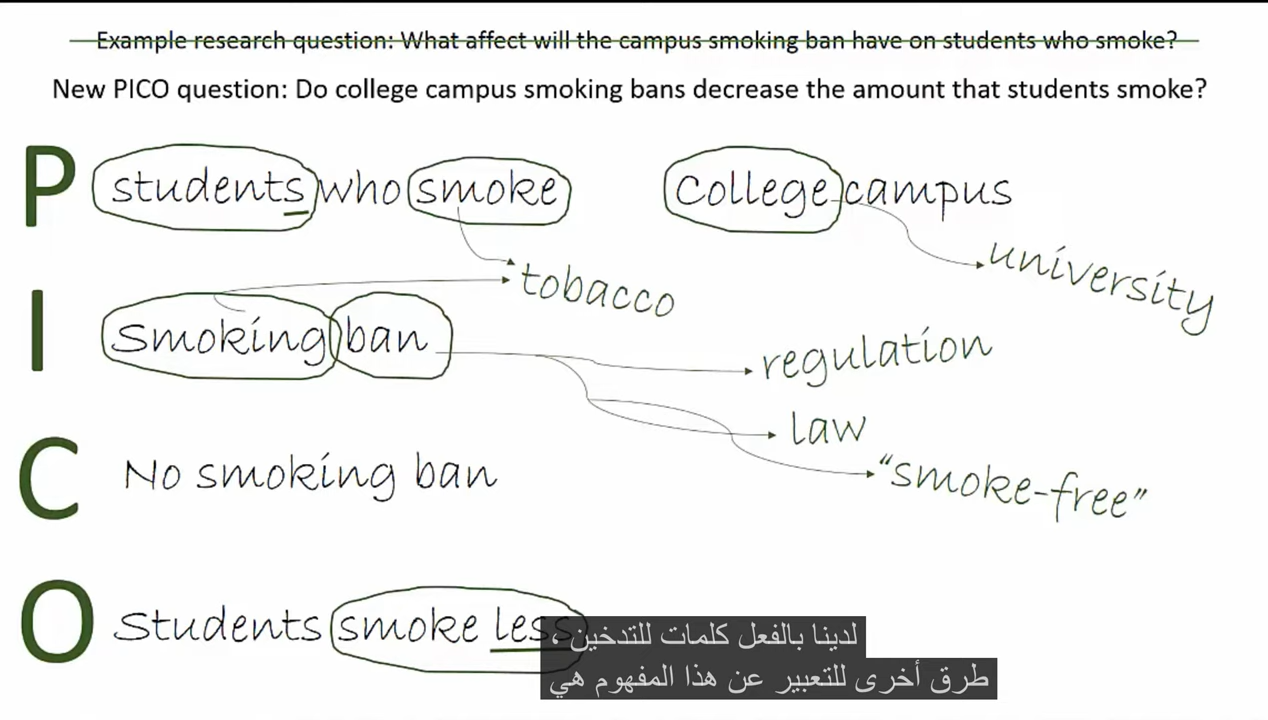 Example research question: What affect will the campus smoking ban have on students who smoke?
New PICO question: Do college campus smoking bans decrease the amount that students smoke?
P students who smoke College campus
university
tobacco
I Smoking ban
regulation
law
C No smoking ban
"smoke-free"
O Students smoke less
لدينا بالفعل كلمات للتدخين ،
طرق أخرى للتعبير عن هذا المفهوم هي